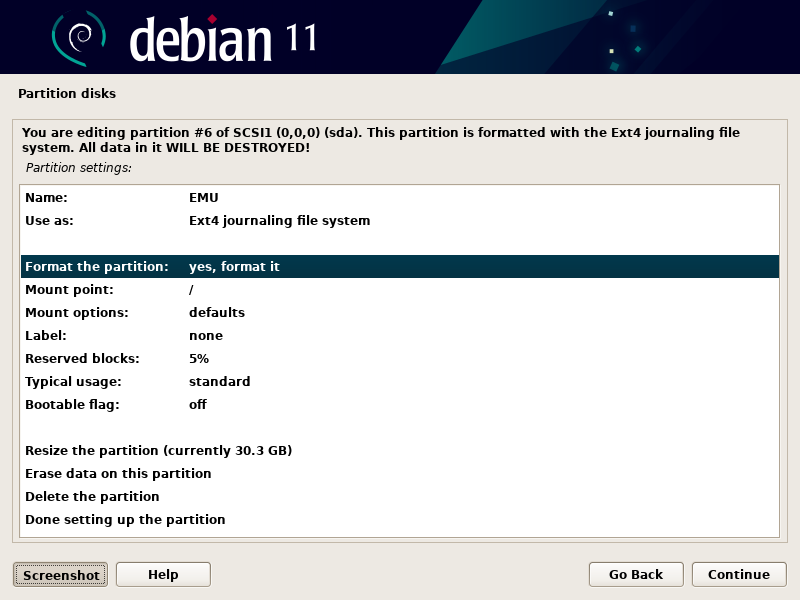 debian 11
Partition disks
You are editing partition #6 of SCSI1 (0,0,0) (sda). This partition is formatted with the Ext4 journaling file
system. All data in it WILL BE DESTROYED!
Partition settings:
Name: EMU
Use as: Ext4 journaling file system
Format the partition: yes, format it
Mount point: /
Mount options: defaults
Label: none
Reserved blocks: 5%
Typical usage: standard
Bootable flag: off
Resize the partition (currently 30.3 GB)
Erase data on this partition
Delete the partition
Done setting up the partition
Screenshot Help Go Back Continue